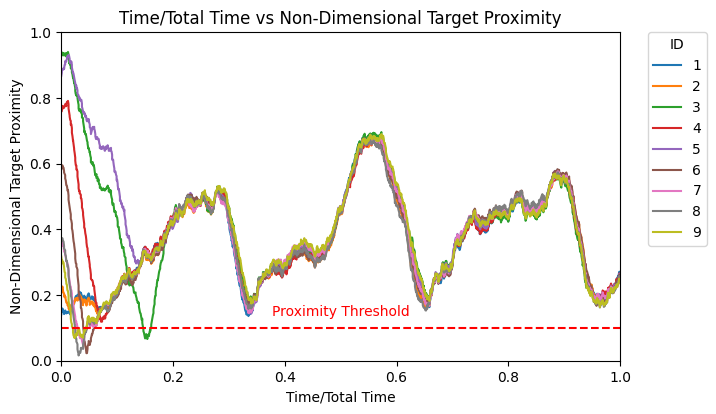 Time/Total Time vs Non-Dimensional Target Proximity
Non-Dimensional Target Proximity
1.0
0.8
0.6
0.4
0.2
0.0
Proximity Threshold
0.0 0.2 0.4 0.6 0.8 1.0
Time/Total Time
ID
1
2
3
4
5
6
7
8
9